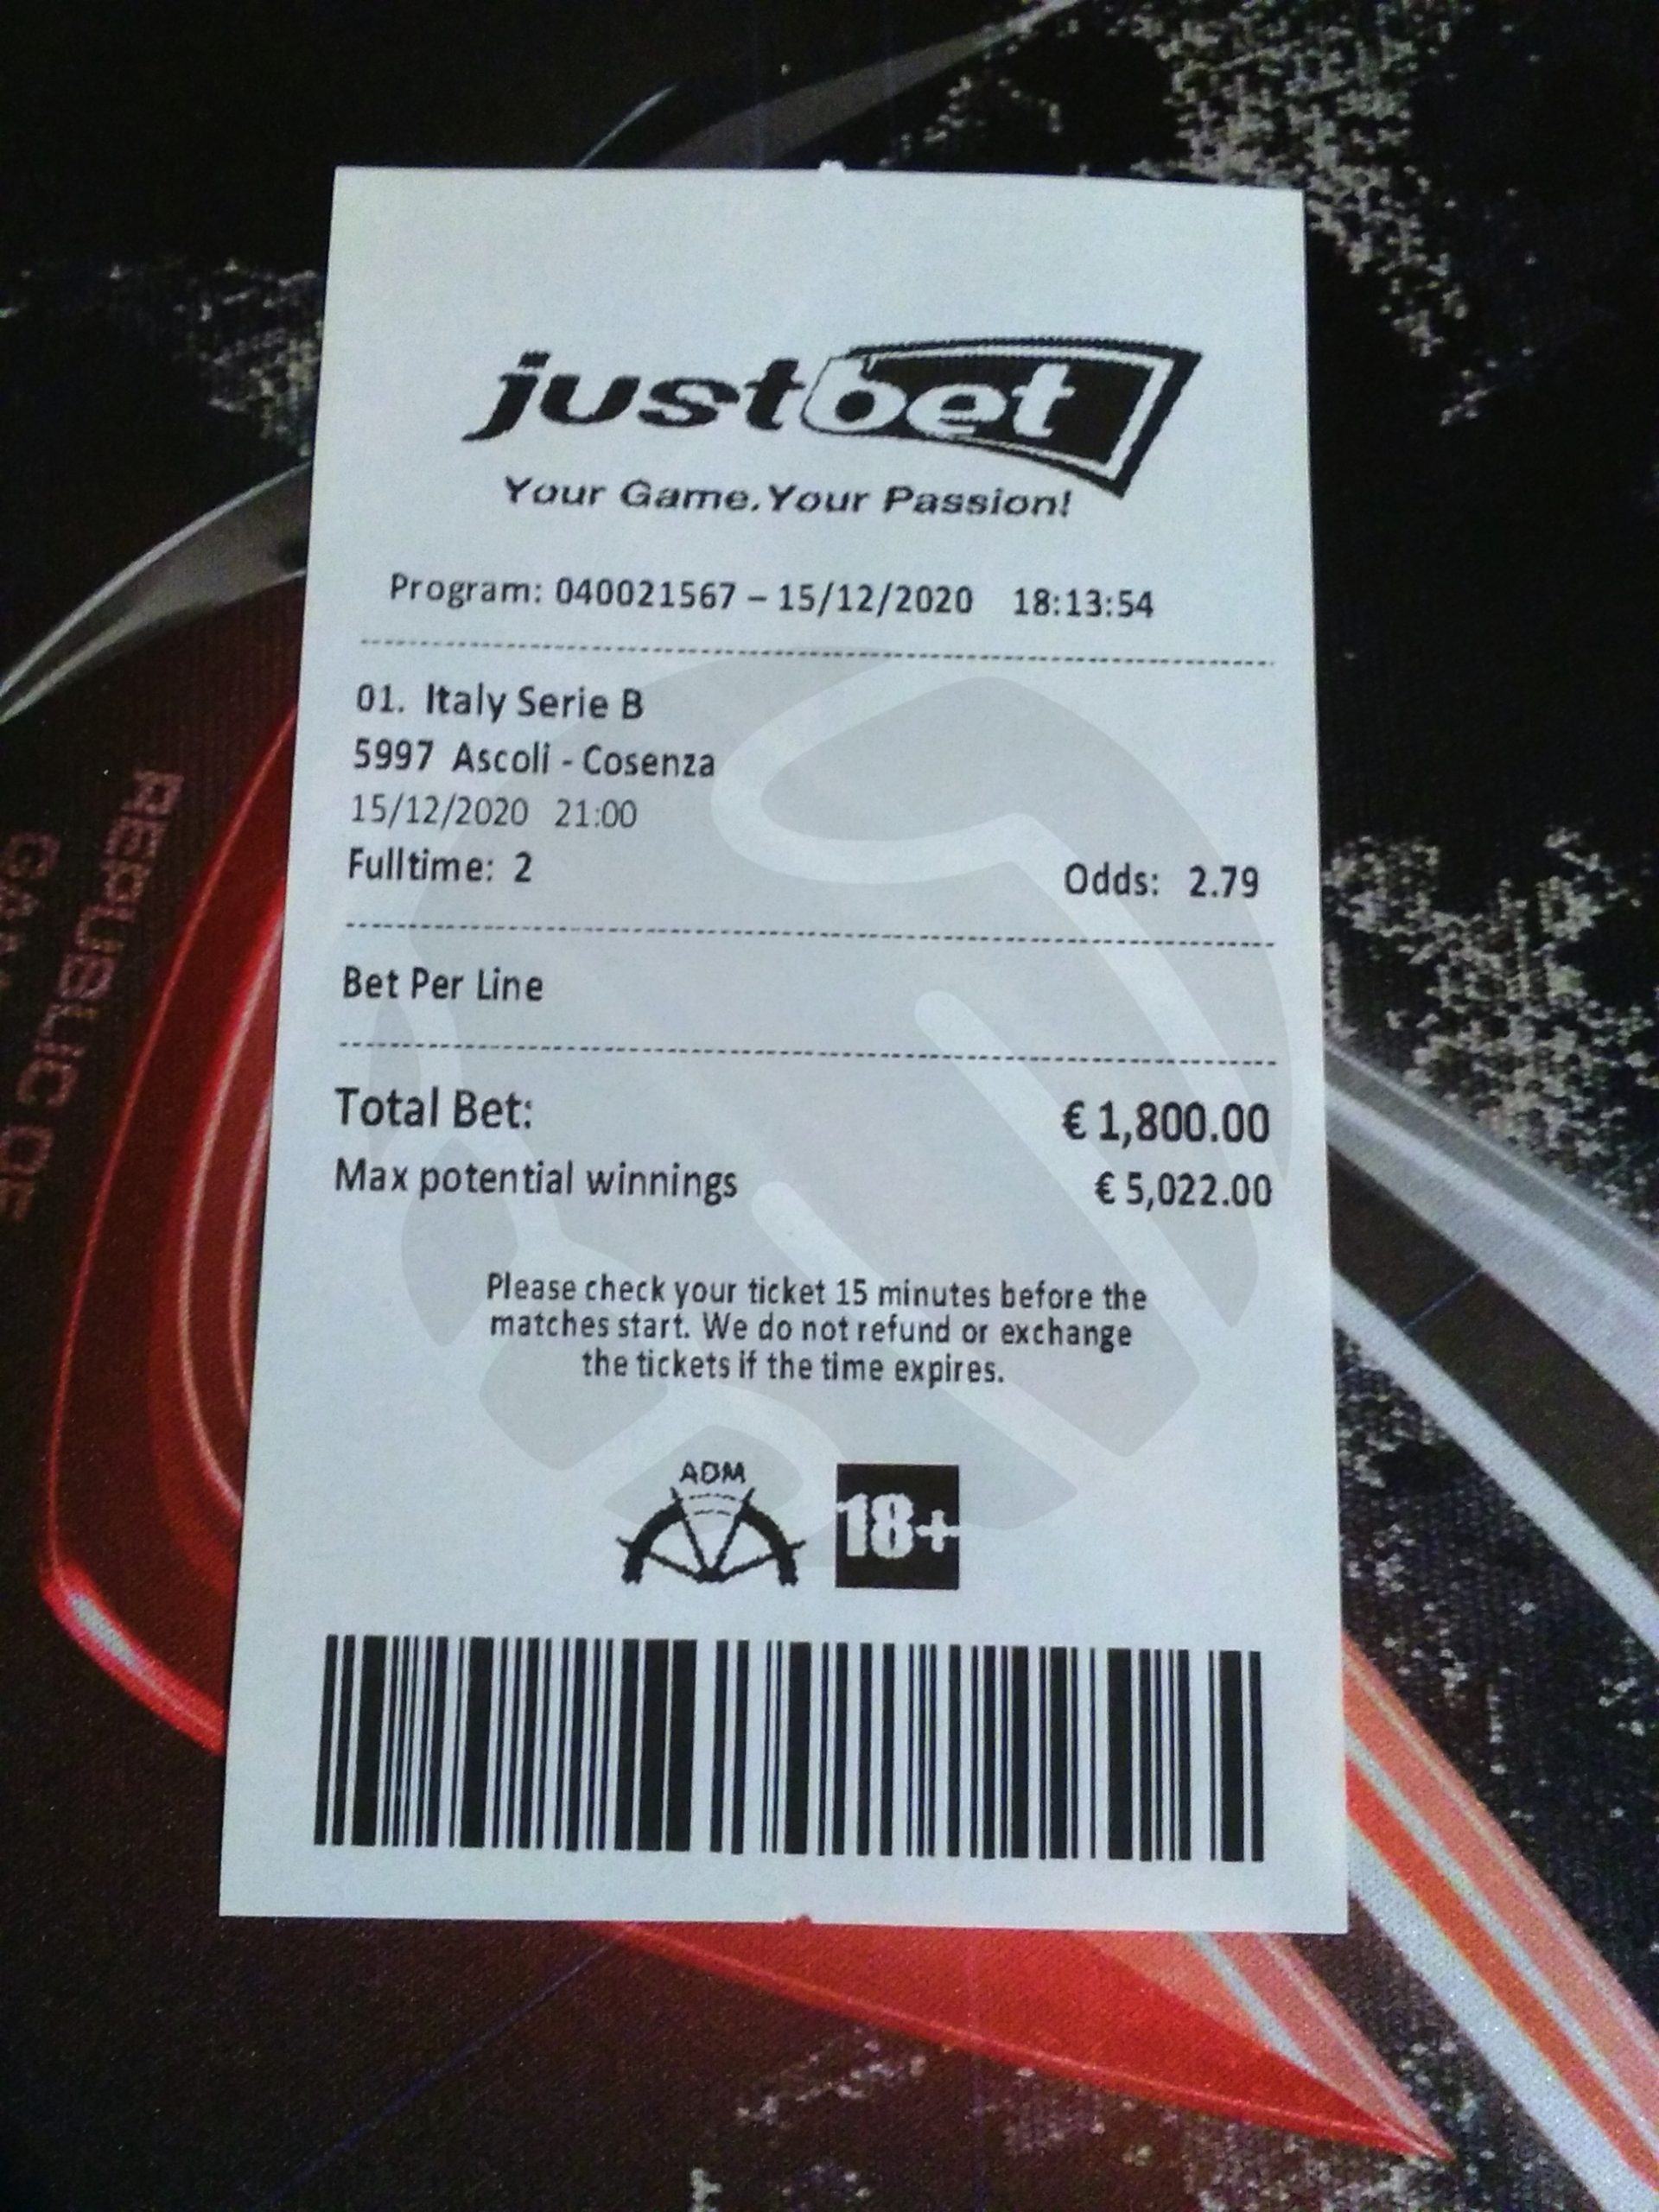 justbet
Your Game.Your Passion!
Program: 040021567 – 15/12/2020 18:13:54
01. Italy Serie B
5997 Ascoli - Cosenza
15/12/2020 21:00
Fulltime: 2 Odds: 2.79
Bet Per Line
Total Bet: € 1,800.00
Max potential winnings € 5,022.00
Please check your ticket 15 minutes before the
matches start. We do not refund or exchange
the tickets if the time expires.
ADM
18+
REPUBLIC OF